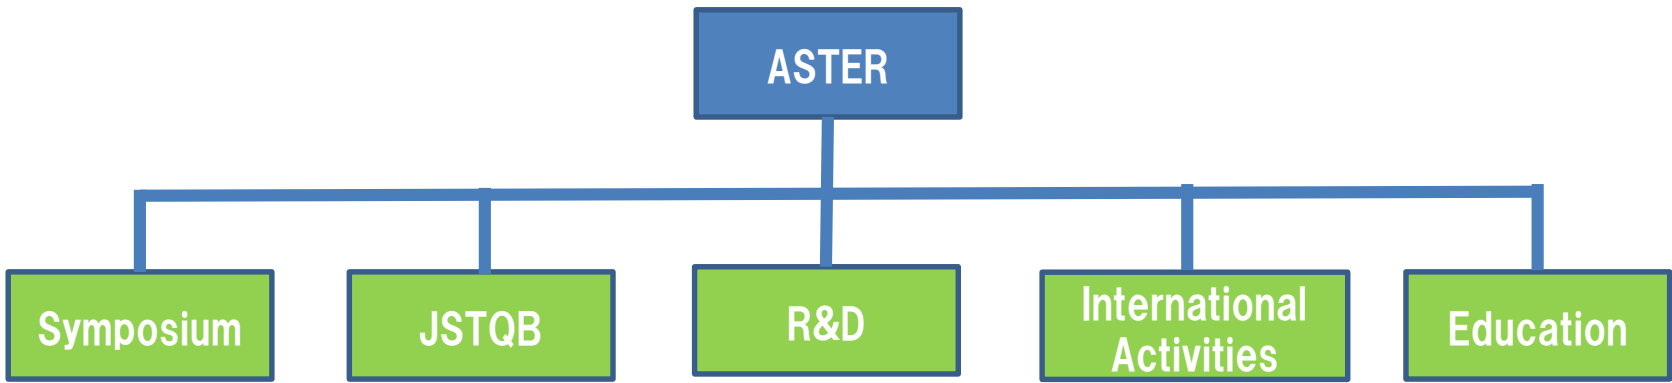 ASTER
Symposium
JSTQB
R&D
International
Activities
Education